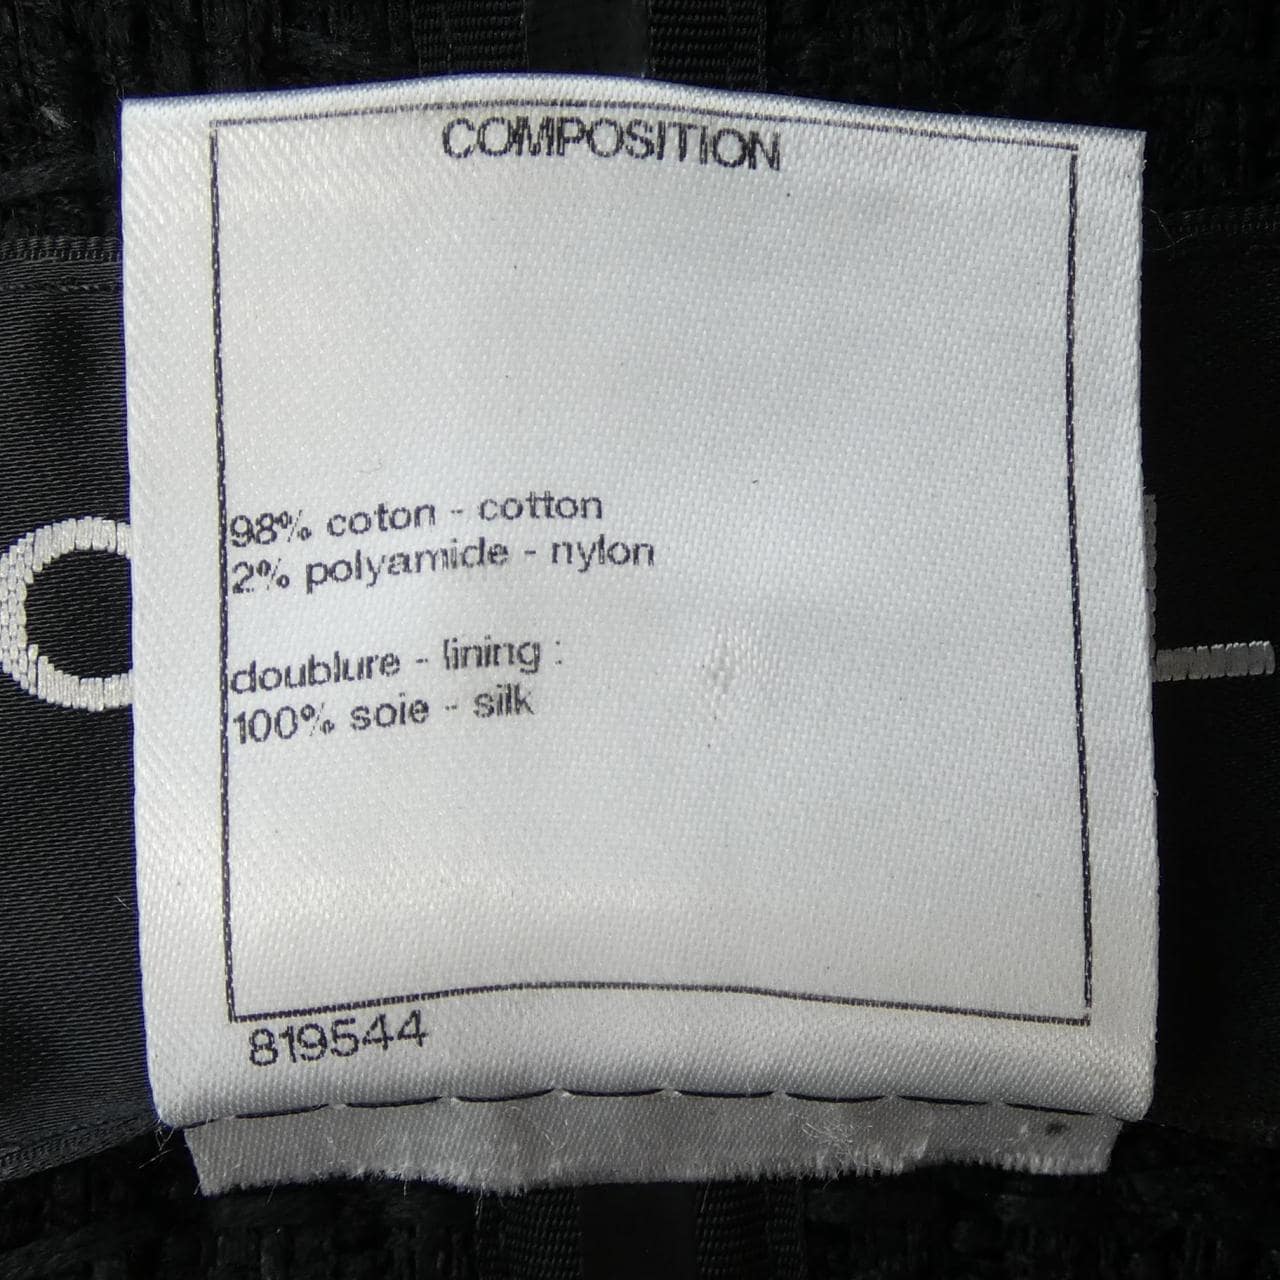 COMPOSITION
98% coton - cotton
2% polyamide - nylon
doublure - lining :
100% soie - silk
819544